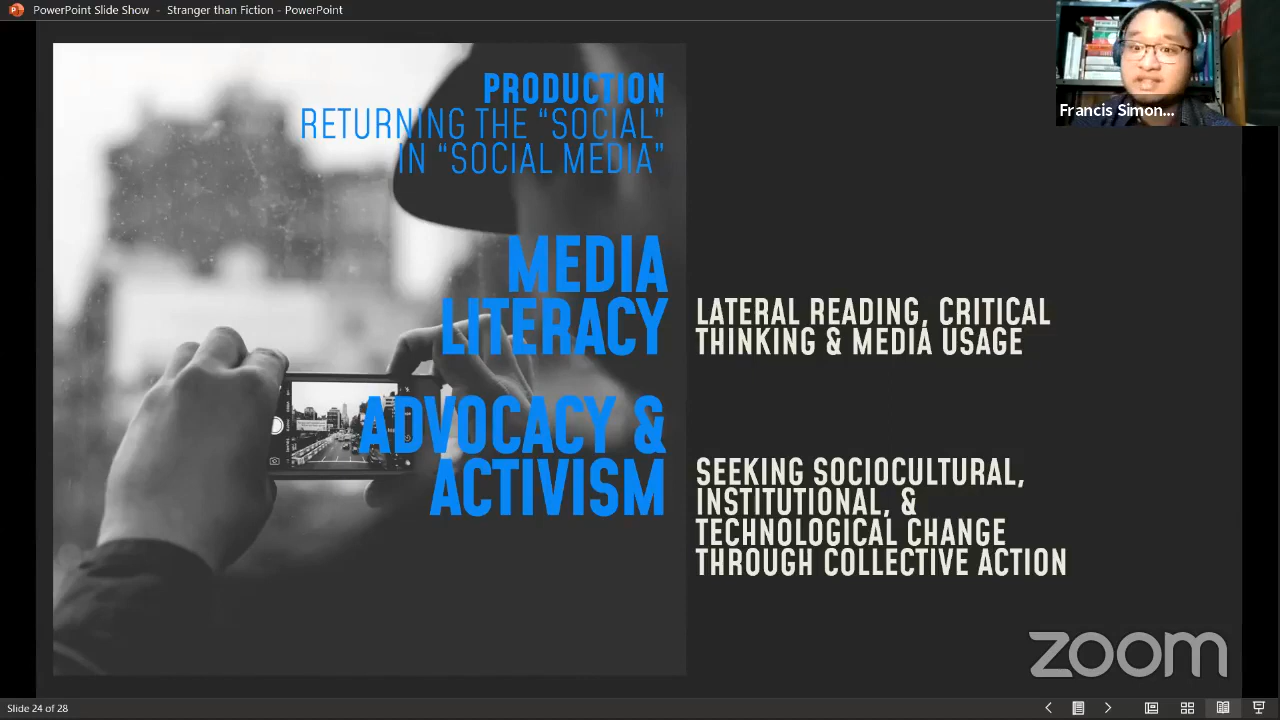 PowerPoint Slide Show - Stranger than Fiction - PowerPoint
Francis Simon...
PRODUCTION
RETURNING THE “SOCIAL”
IN “SOCIAL MEDIA”
MEDIA
LITERACY
LATERAL READING, CRITICAL
THINKING & MEDIA USAGE
ADVOCACY &
ACTIVISM
SEEKING SOCIOCULTURAL,
INSTITUTIONAL, &
TECHNOLOGICAL CHANGE
THROUGH COLLECTIVE ACTION
zoom
Slide 24 of 28